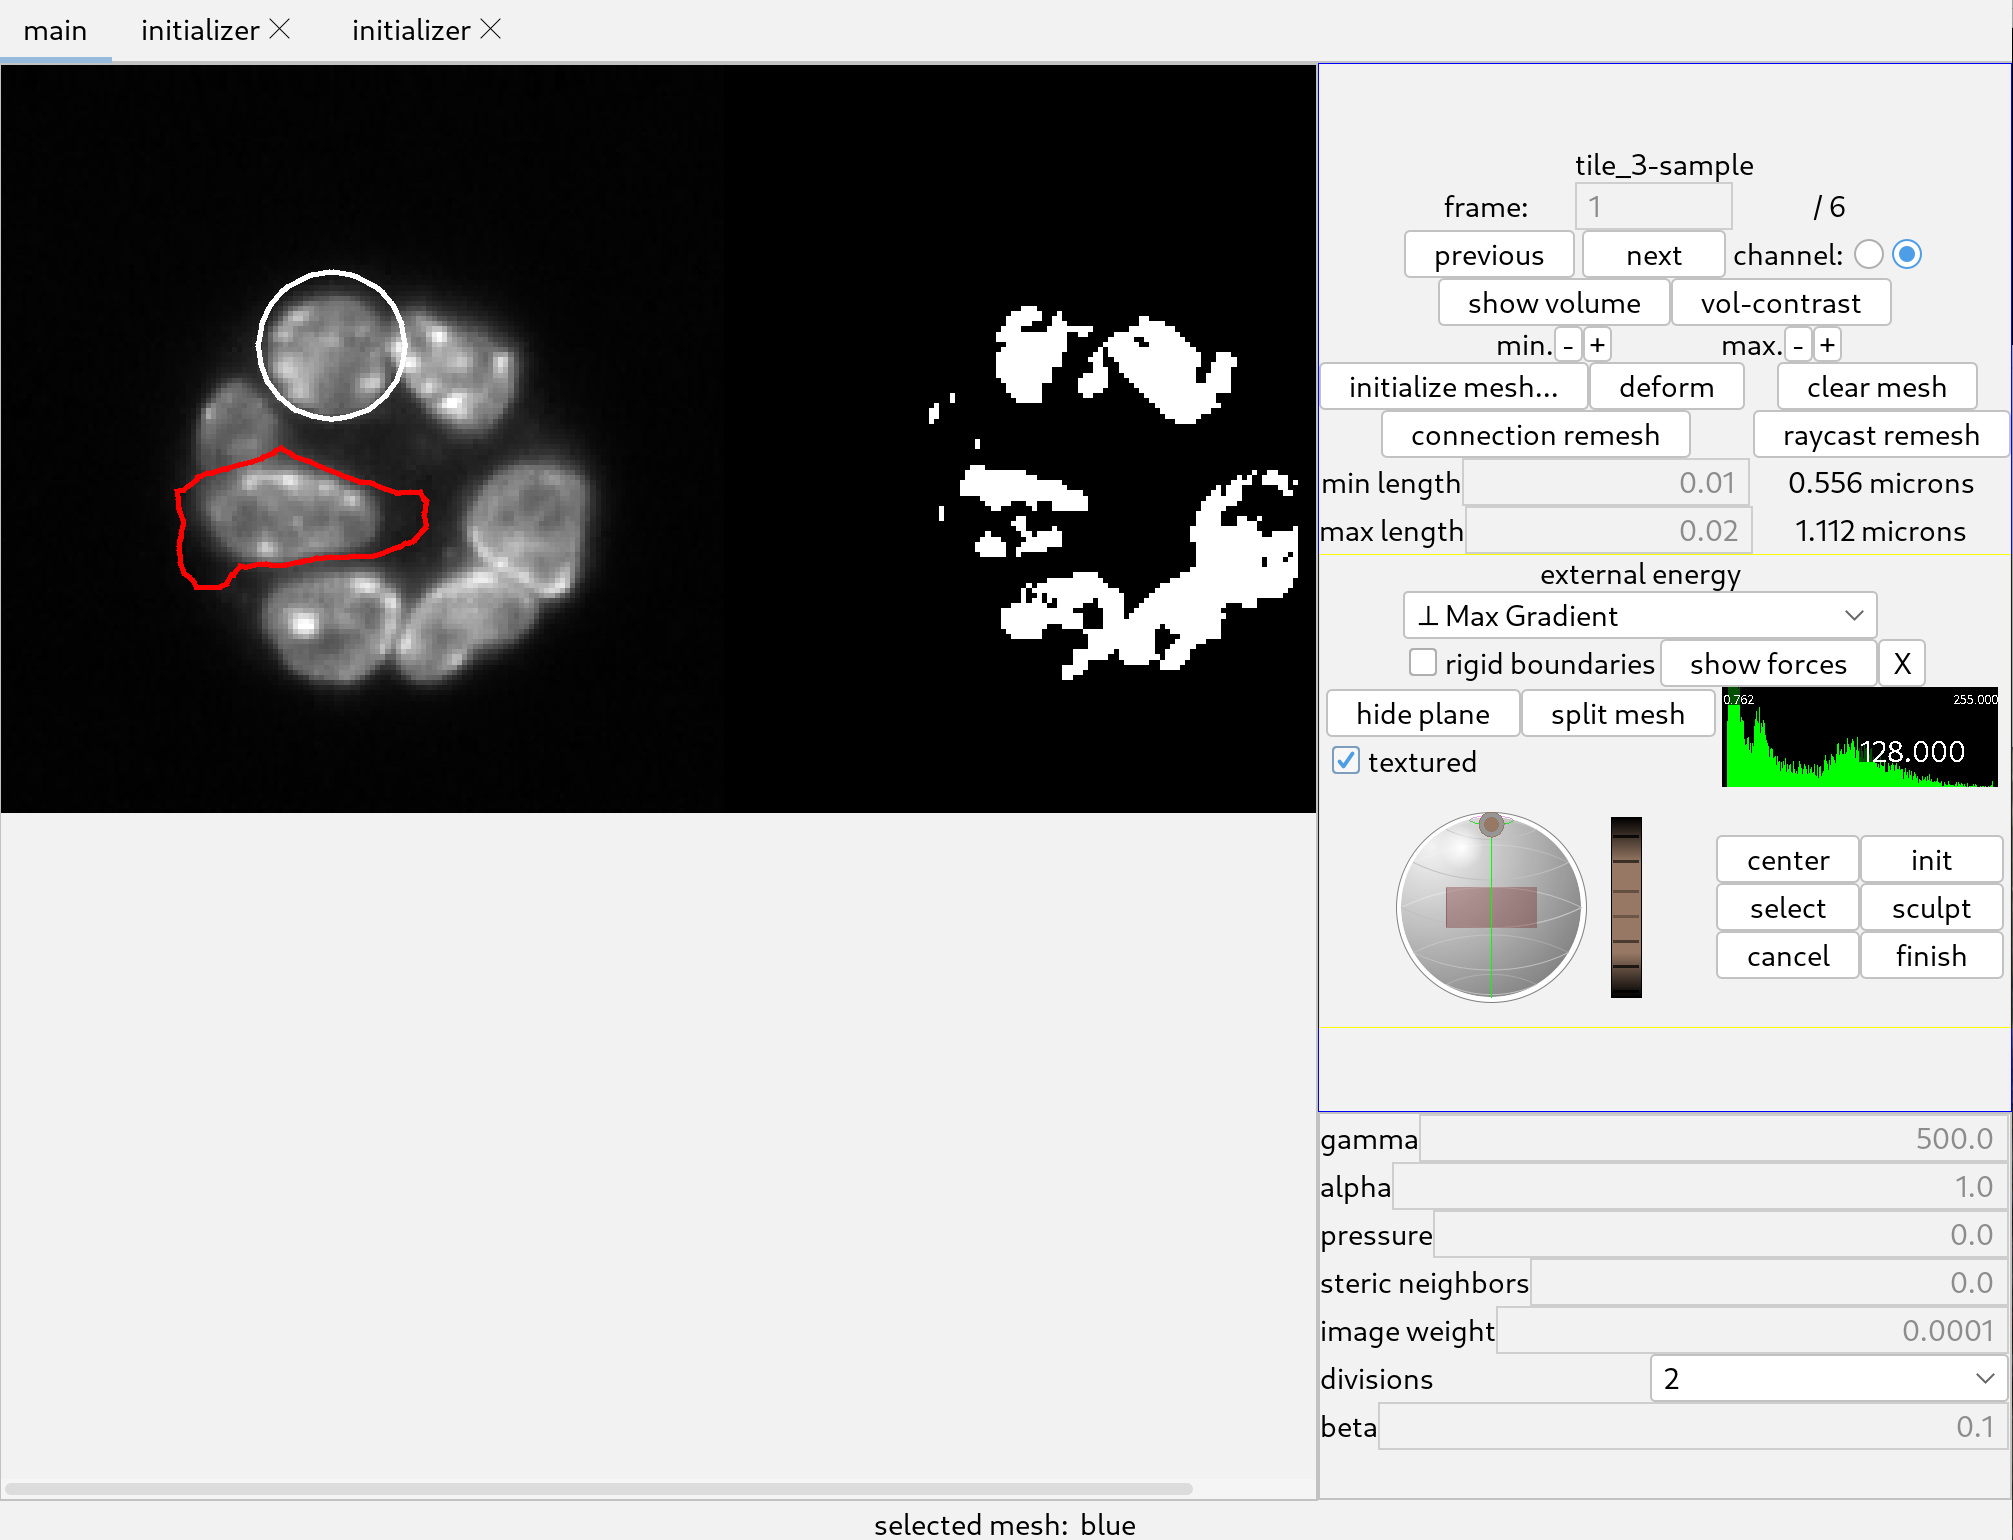 main initializer initializer
tile_3-sample
frame: 1 / 6
previous next channel:
show volume vol-contrast
min. - + max. - +
initialize mesh... deform clear mesh
connection remesh raycast remesh
min length 0.01 0.556 microns
max length 0.02 1.112 microns
external energy
⊥ Max Gradient
rigid boundaries show forces X
hide plane split mesh
0.762 255.000
128.000
textured
center init
select sculpt
cancel finish
gamma 500.0
alpha 1.0
pressure 0.0
steric neighbors 0.0
image weight 0.0001
divisions 2
beta 0.1
selected mesh: blue